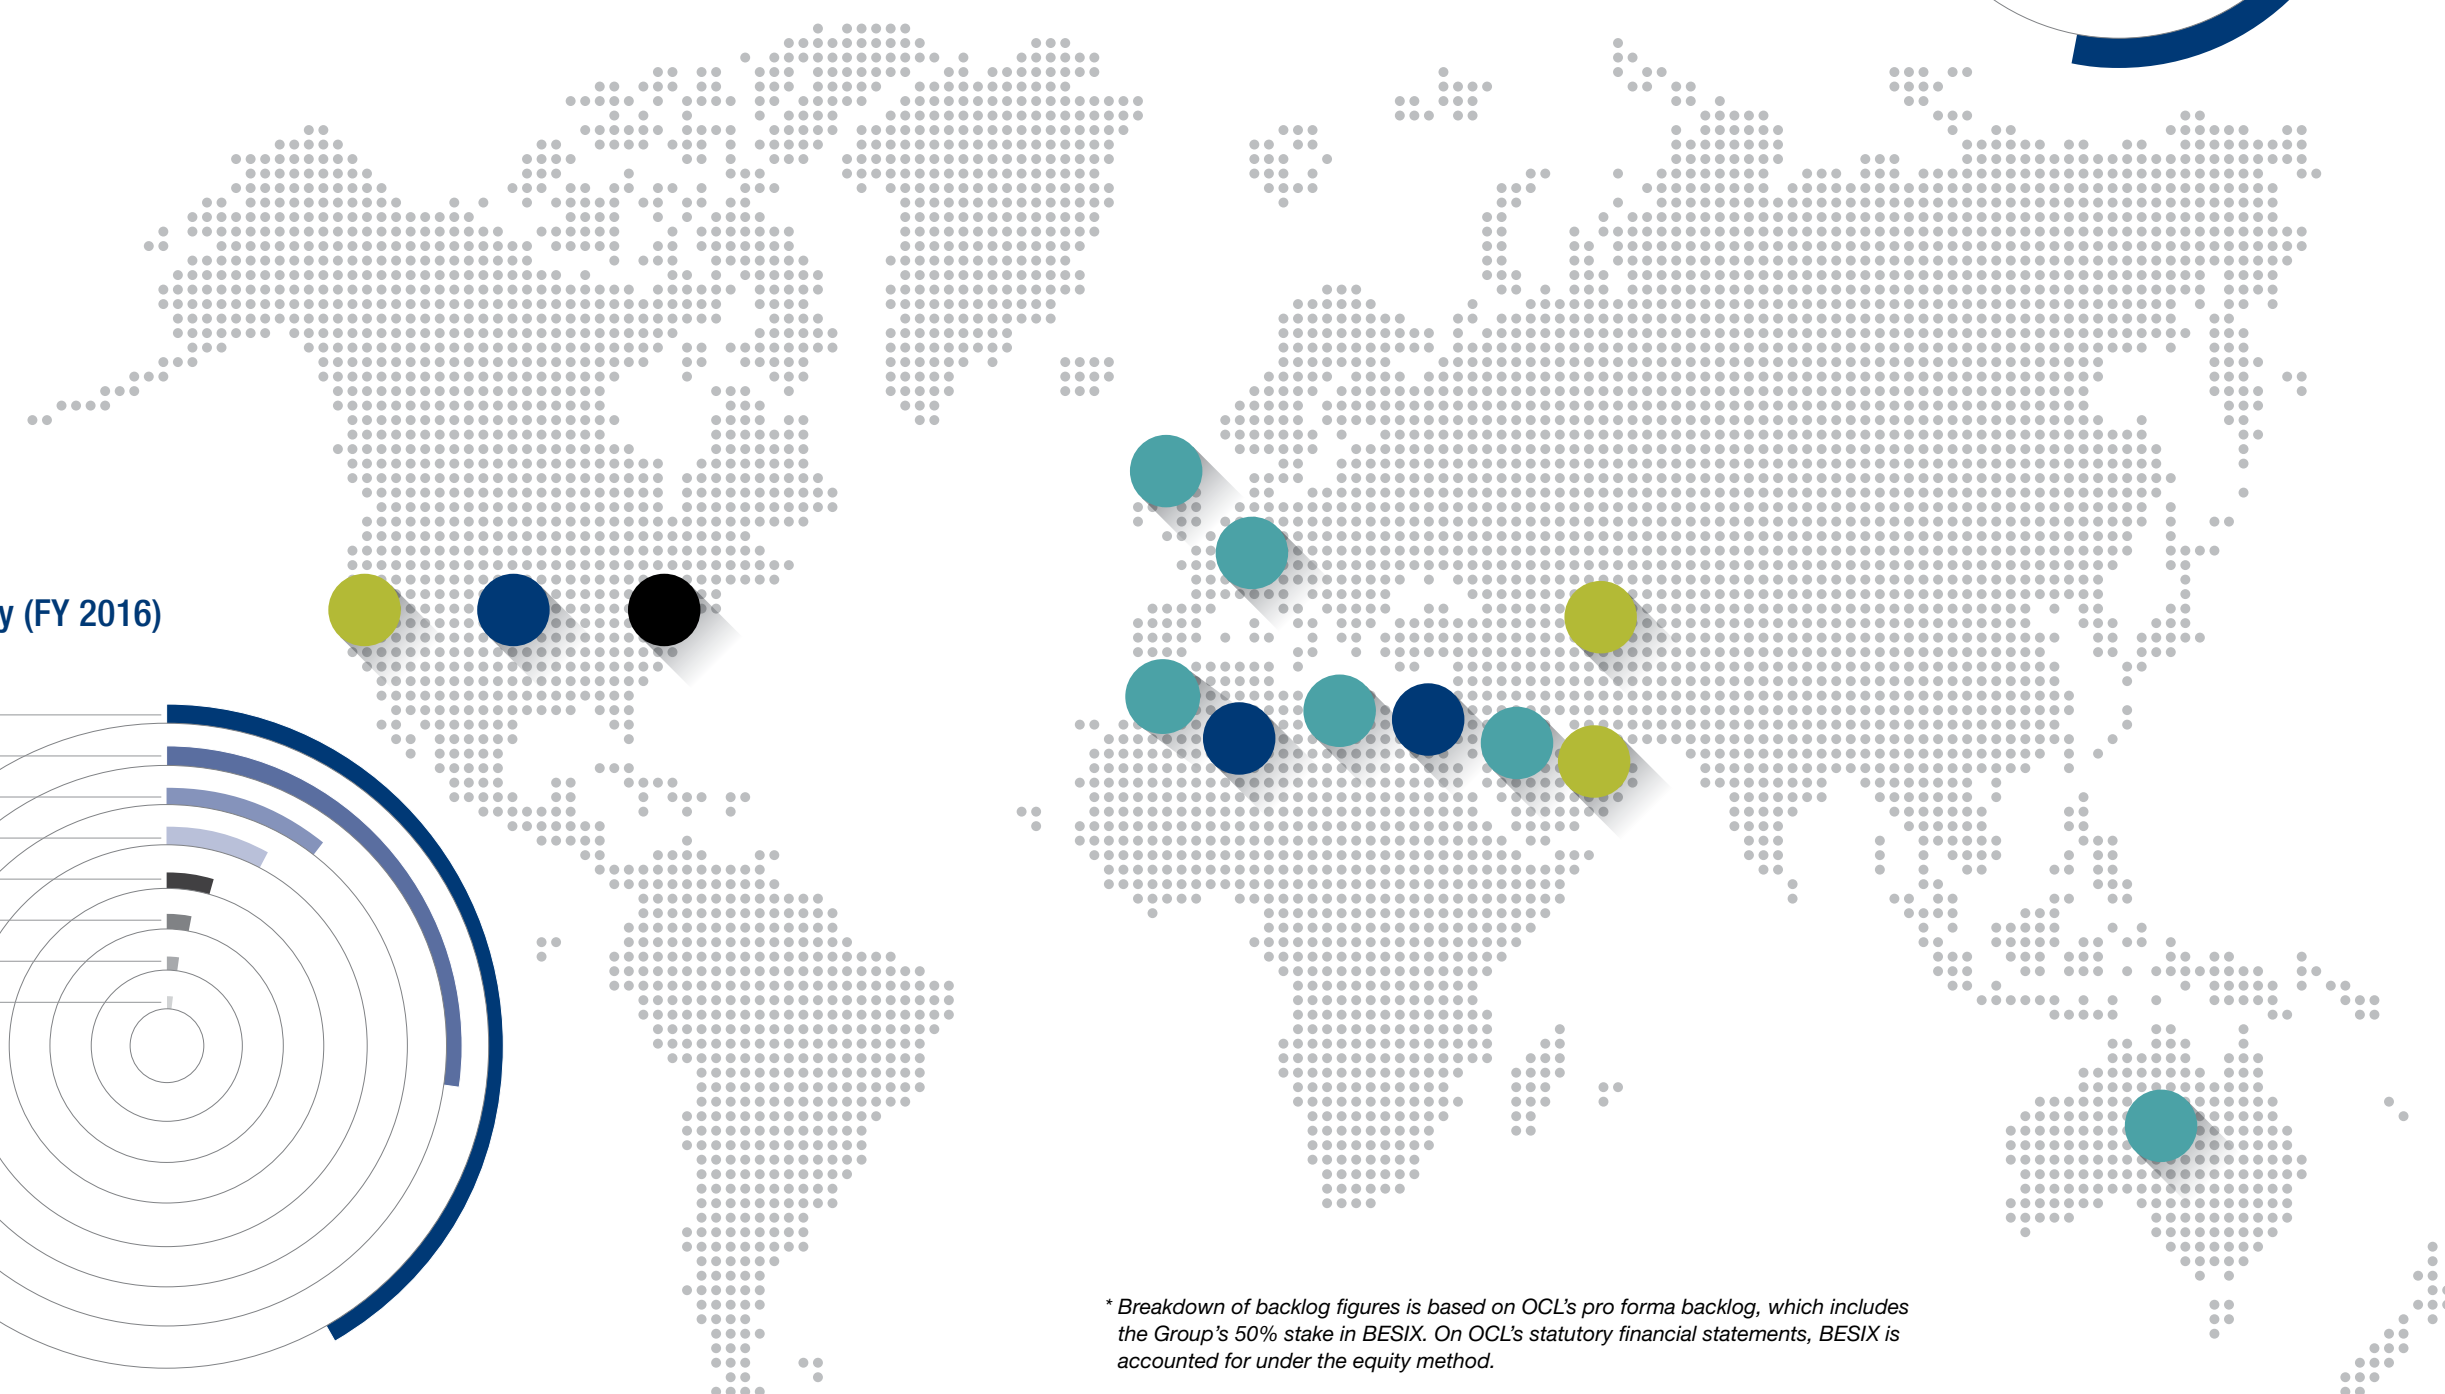 y (FY 2016)
* Breakdown of backlog figures is based on OCL’s pro forma backlog, which includes
the Group’s 50% stake in BESIX. On OCL’s statutory financial statements, BESIX is
accounted for under the equity method.